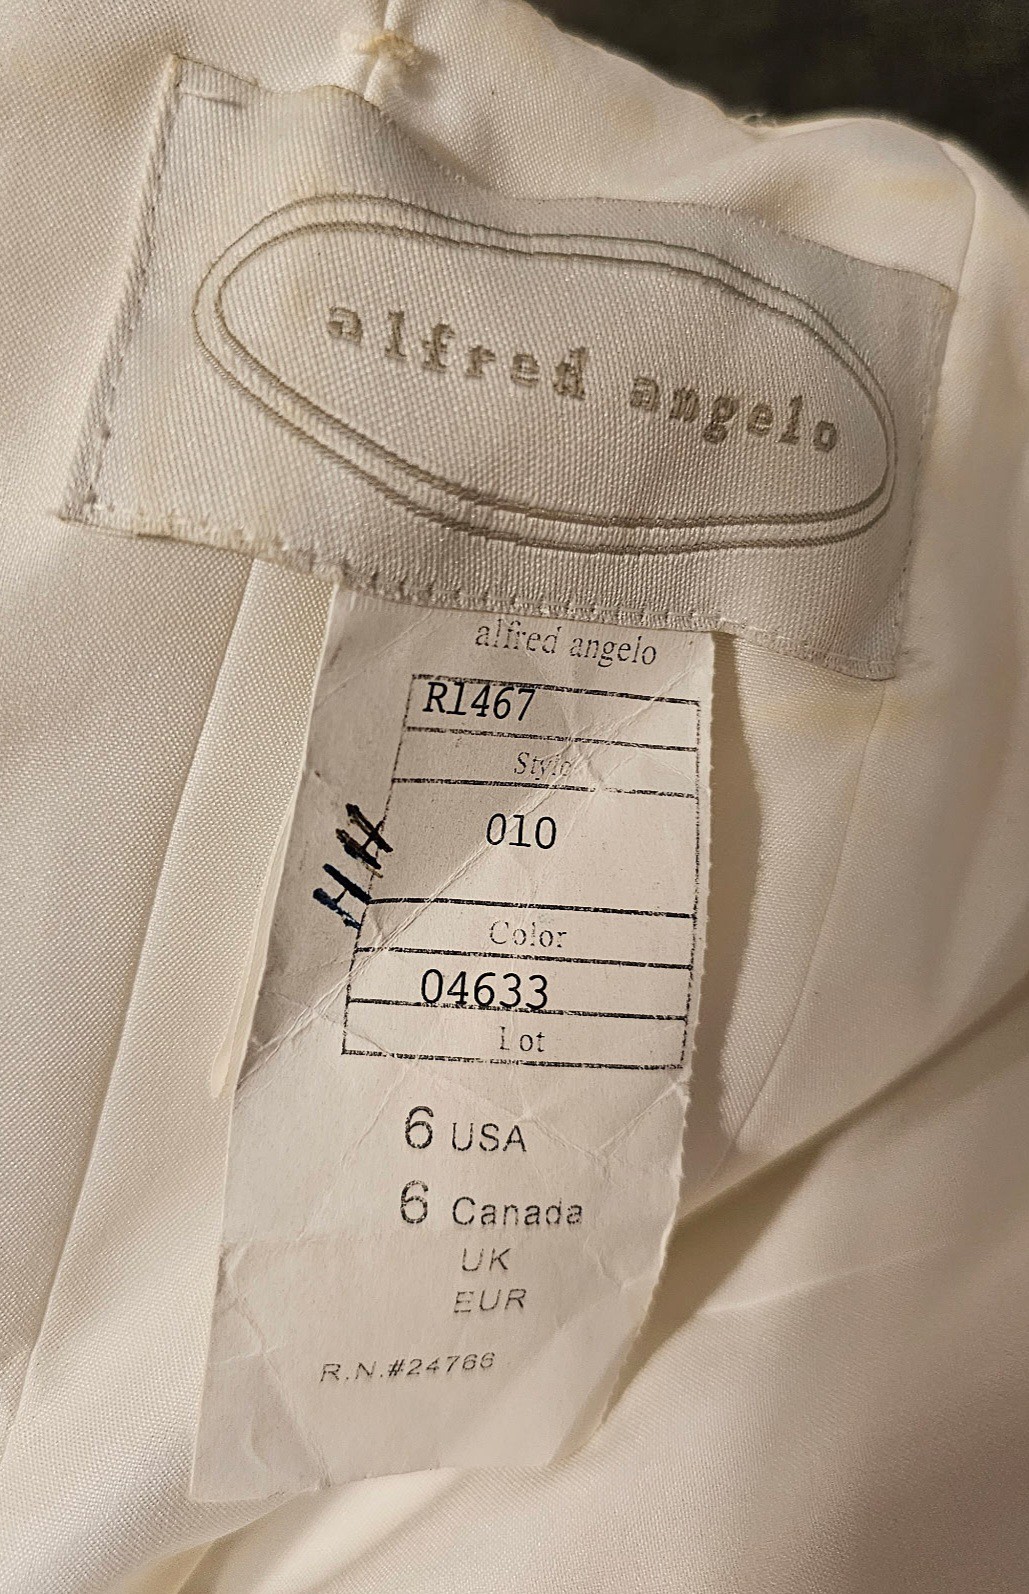 alfred angelo
alfred angelo
R1467
Style
010
Color
04633
Lot
6 USA
6 Canada
UK
EUR
R.N.#24766